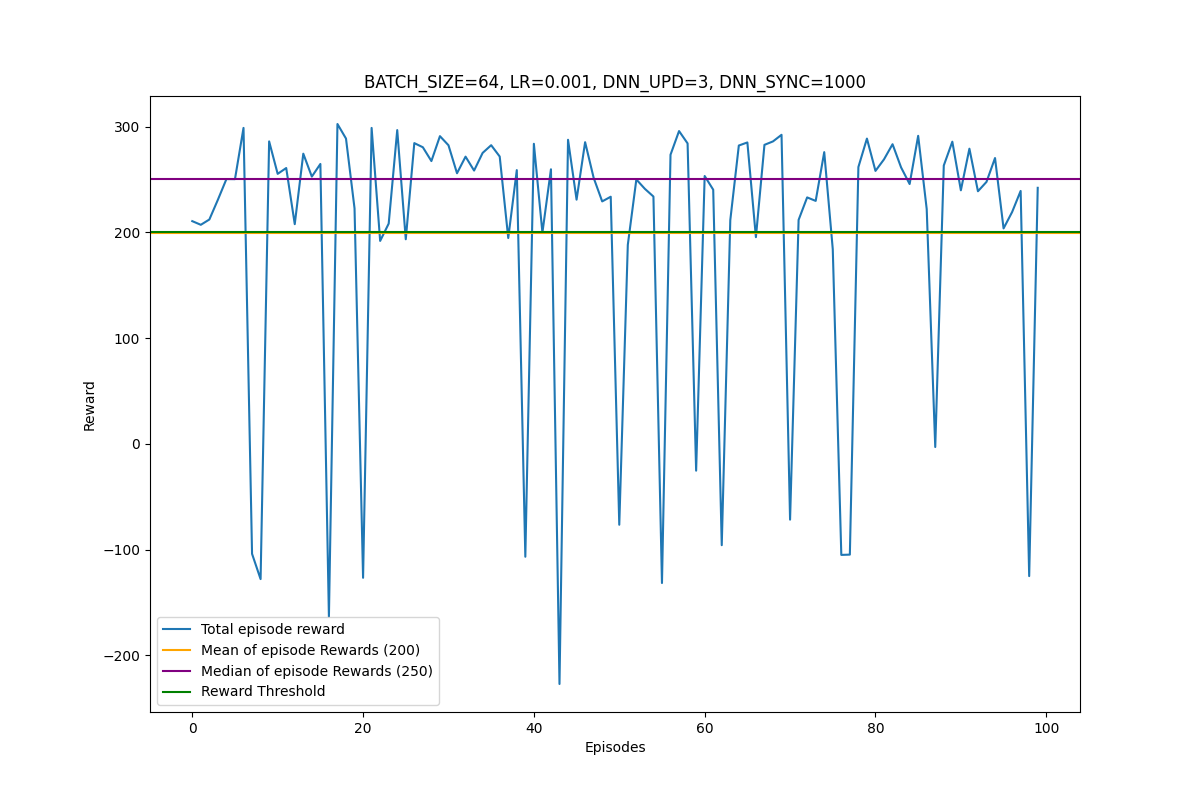 BATCH_SIZE=64, LR=0.001, DNN_UPD=3, DNN_SYNC=1000
300
200
100
0
−100
−200
Reward
Total episode reward
Mean of episode Rewards (200)
Median of episode Rewards (250)
Reward Threshold
0 20 40 60 80 100
Episodes